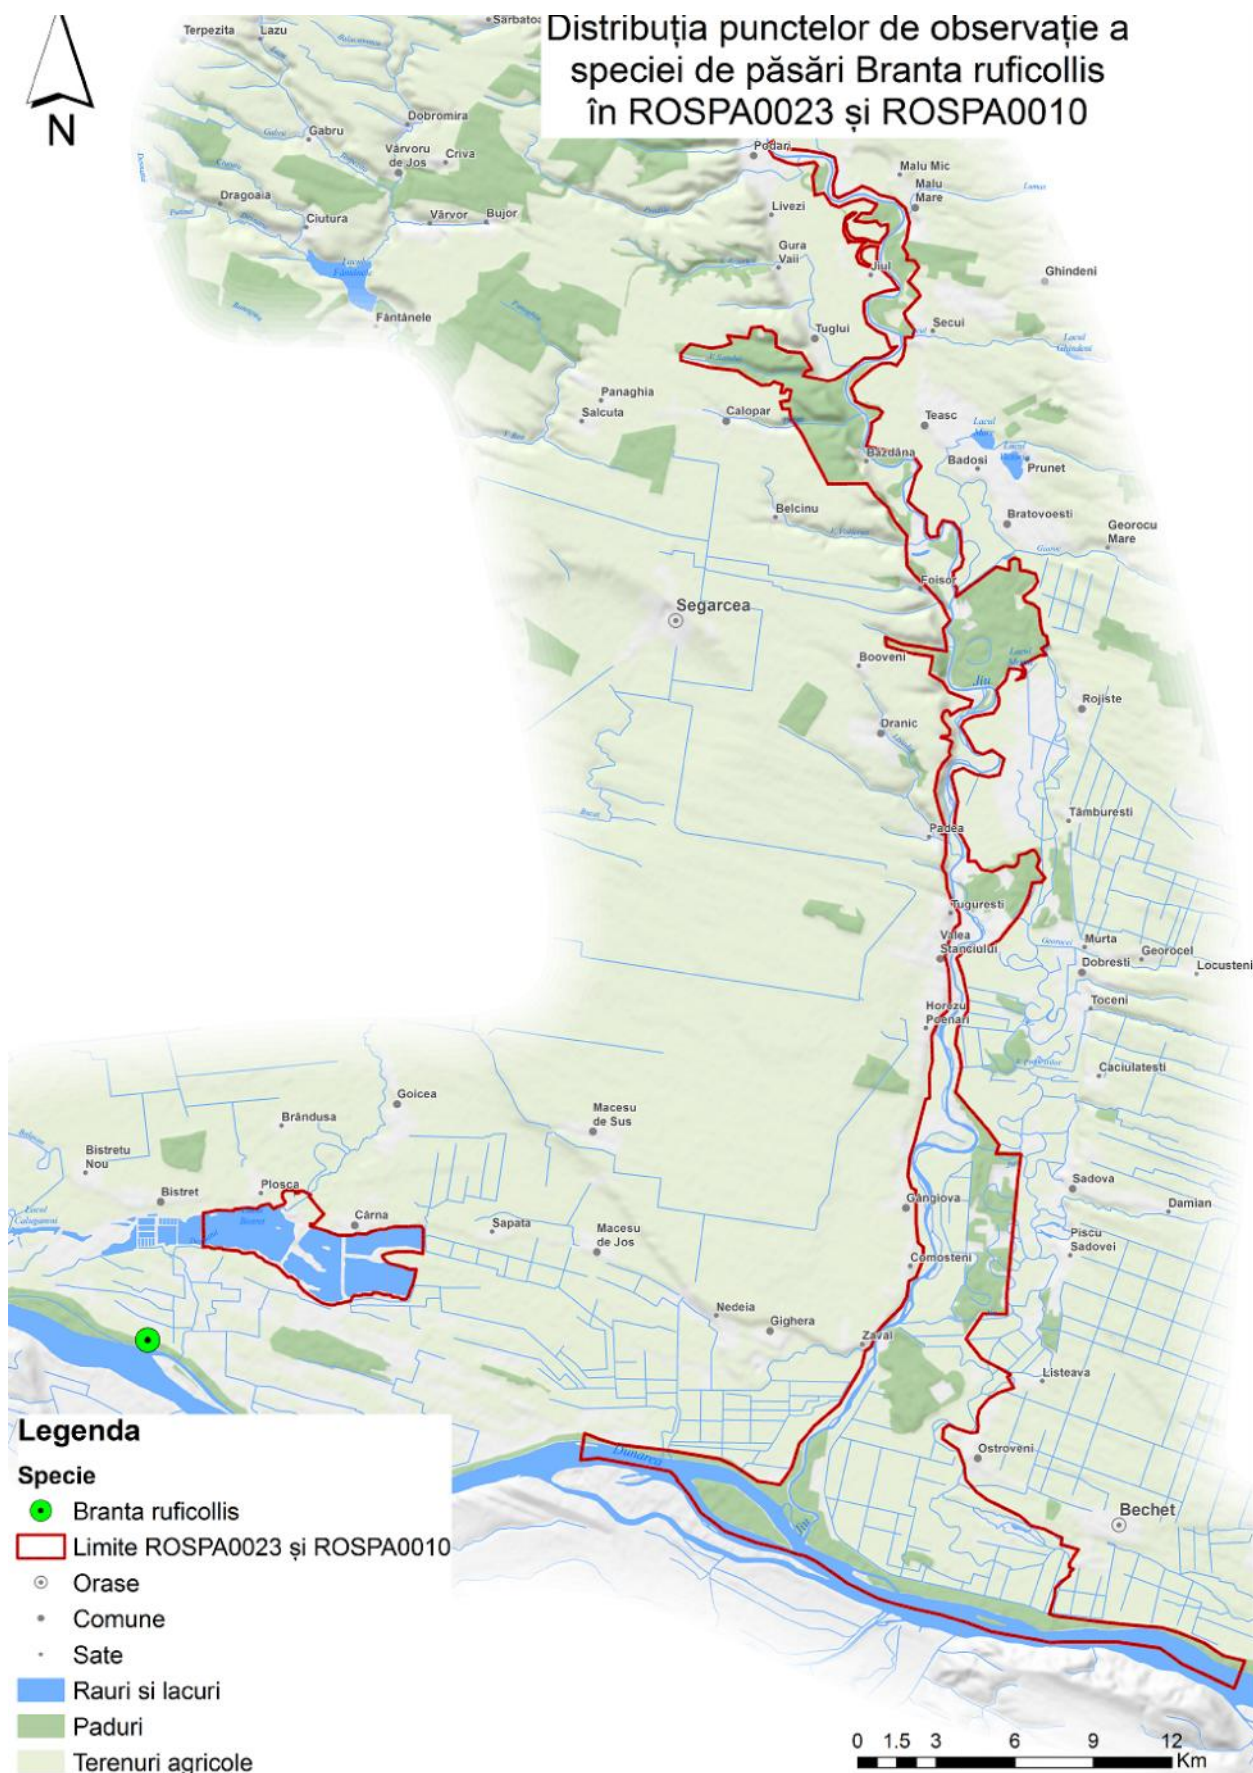 Distribuția punctelor de observație a
speciei de păsări Branta ruficollis
în ROSPA0023 și ROSPA0010
N
Terpezita
Lazu
Gabru
Dobromira
Vârvoru
de Jos
Criva
Dragoaia
Ciutura
Vârvor
Bujor
Fântânele
Podari
Malu Mic
Malu
Mare
Livezi
Gura
Vaii
Jiul
Ghindeni
Tuglui
Secui
Lacul
Ghindeni
Panaghia
Salcuta
Calopar
Teasc
Bazdâna
Badosi
Prunet
Belcinu
Bratovoesti
Georocu
Mare
Foisor
Segarcea
Booveni
Jiu
Rojiste
Dranic
Tâmburesti
Padea
Tuguresti
Valea
Stanciului
Murta
Georocel
Dobresti
Locusteni
Toceni
Horezu
Poenari
Caciulatesti
Goicea
Brândusa
Macesu
de Sus
Bistretu
Nou
Plosca
Bistret
Cârna
Sapata
Macesu
de Jos
Gângiova
Sadova
Damian
Piscu
Sadovei
Comosteni
Nedeia
Gighera
Zaval
Listeava
Ostroveni
Dunarea
Jiu
Bechet
Legenda
Specie
Branta ruficollis
Limite ROSPA0023 și ROSPA0010
Orase
Comune
Sate
Rauri si lacuri
Paduri
Terenuri agricole
0 1.5 3 6 9 12
Km